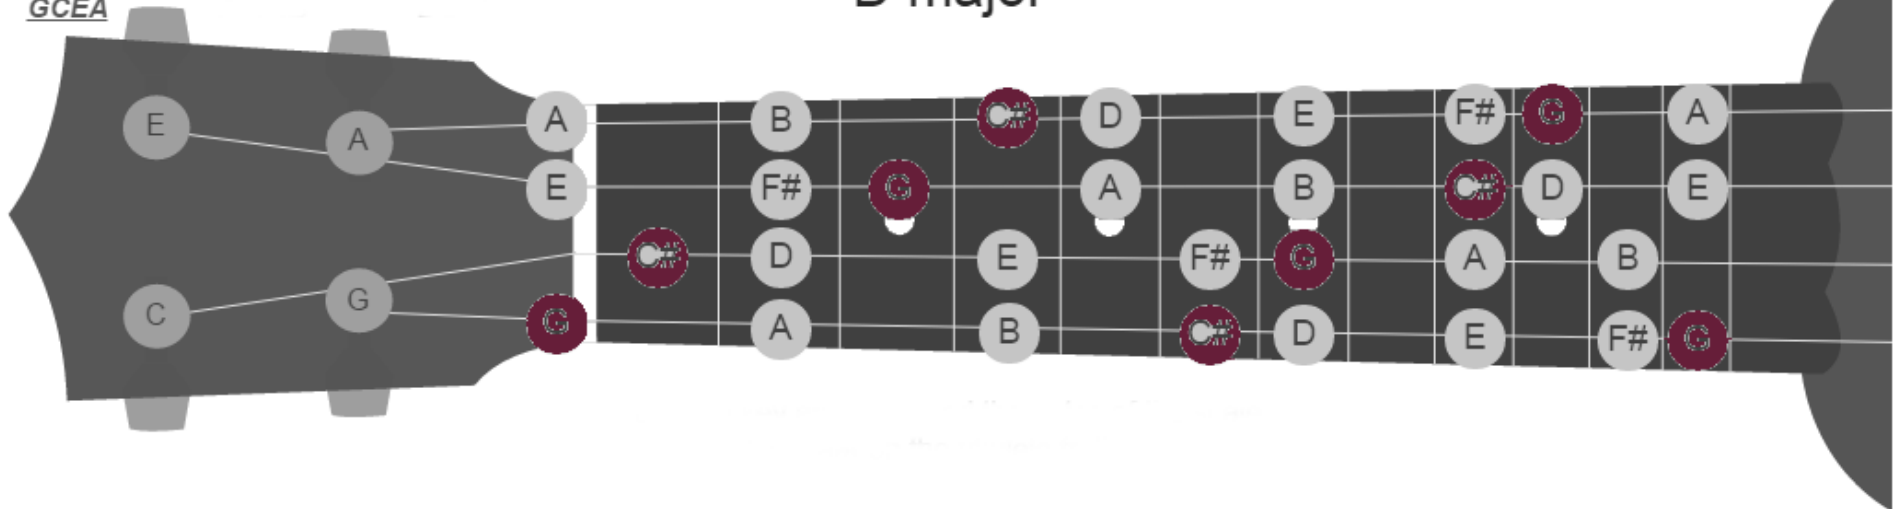 GCEA
D major
A B C# D E F# G A
E A
E F# G A B C# D E
C# D E F# G A B
C G
G A B C# D E F# G